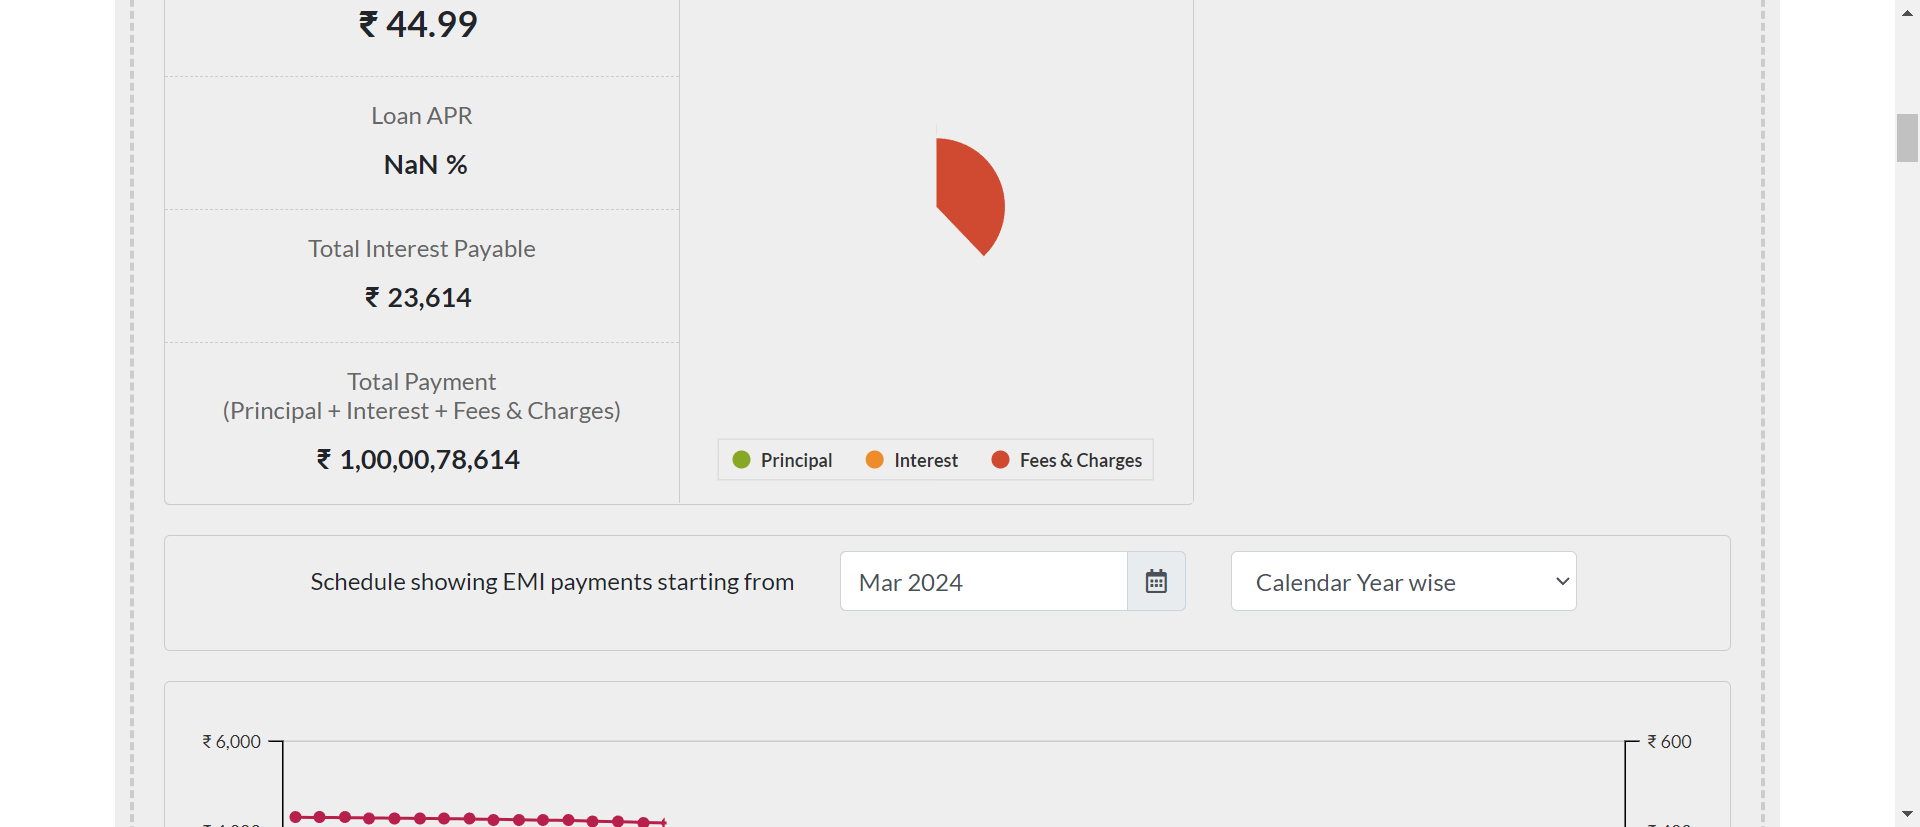 ₹ 44.99
Loan APR
NaN %
Total Interest Payable
₹ 23,614
Total Payment
(Principal + Interest + Fees & Charges)
₹ 1,00,00,78,614
Principal Interest Fees & Charges
Schedule showing EMI payments starting from Mar 2024 Calendar Year wise
₹ 6,000 ₹ 600